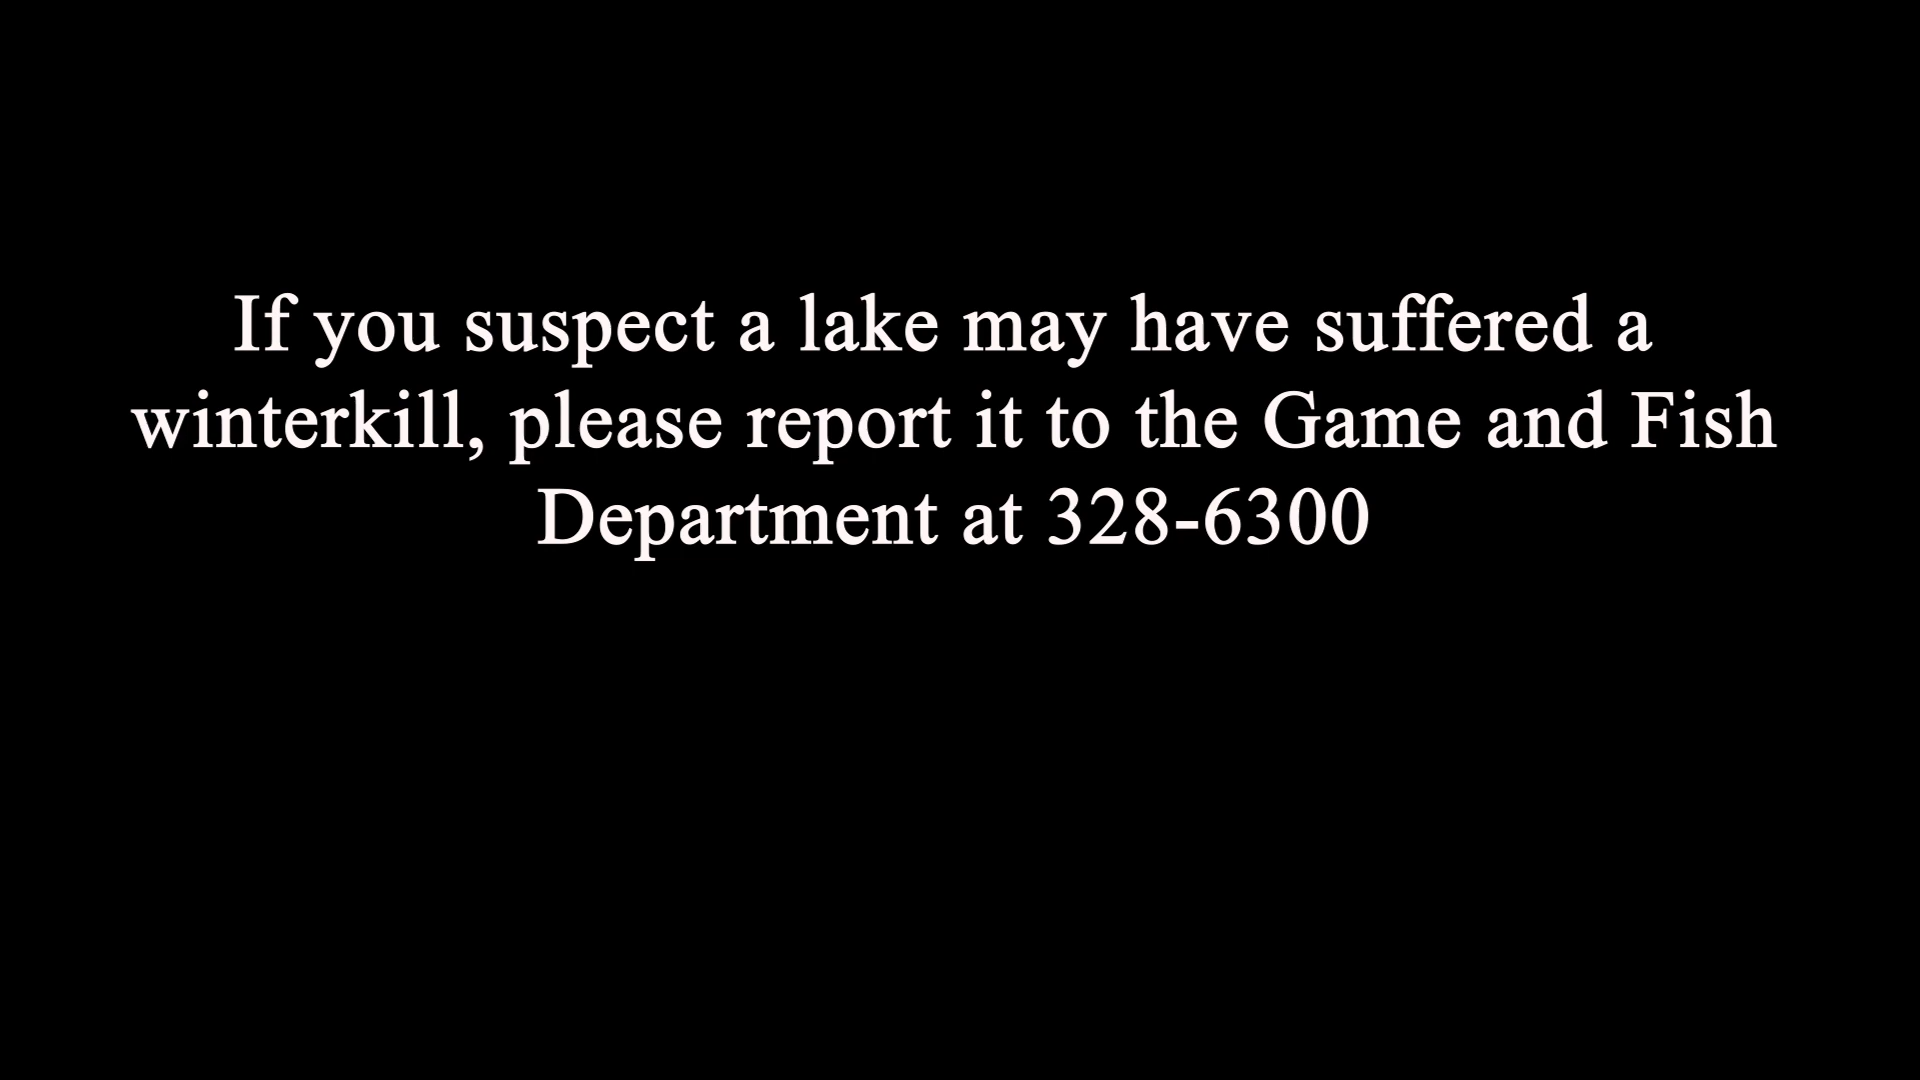 If you suspect a lake may have suffered a
winterkill, please report it to the Game and Fish
Department at 328-6300